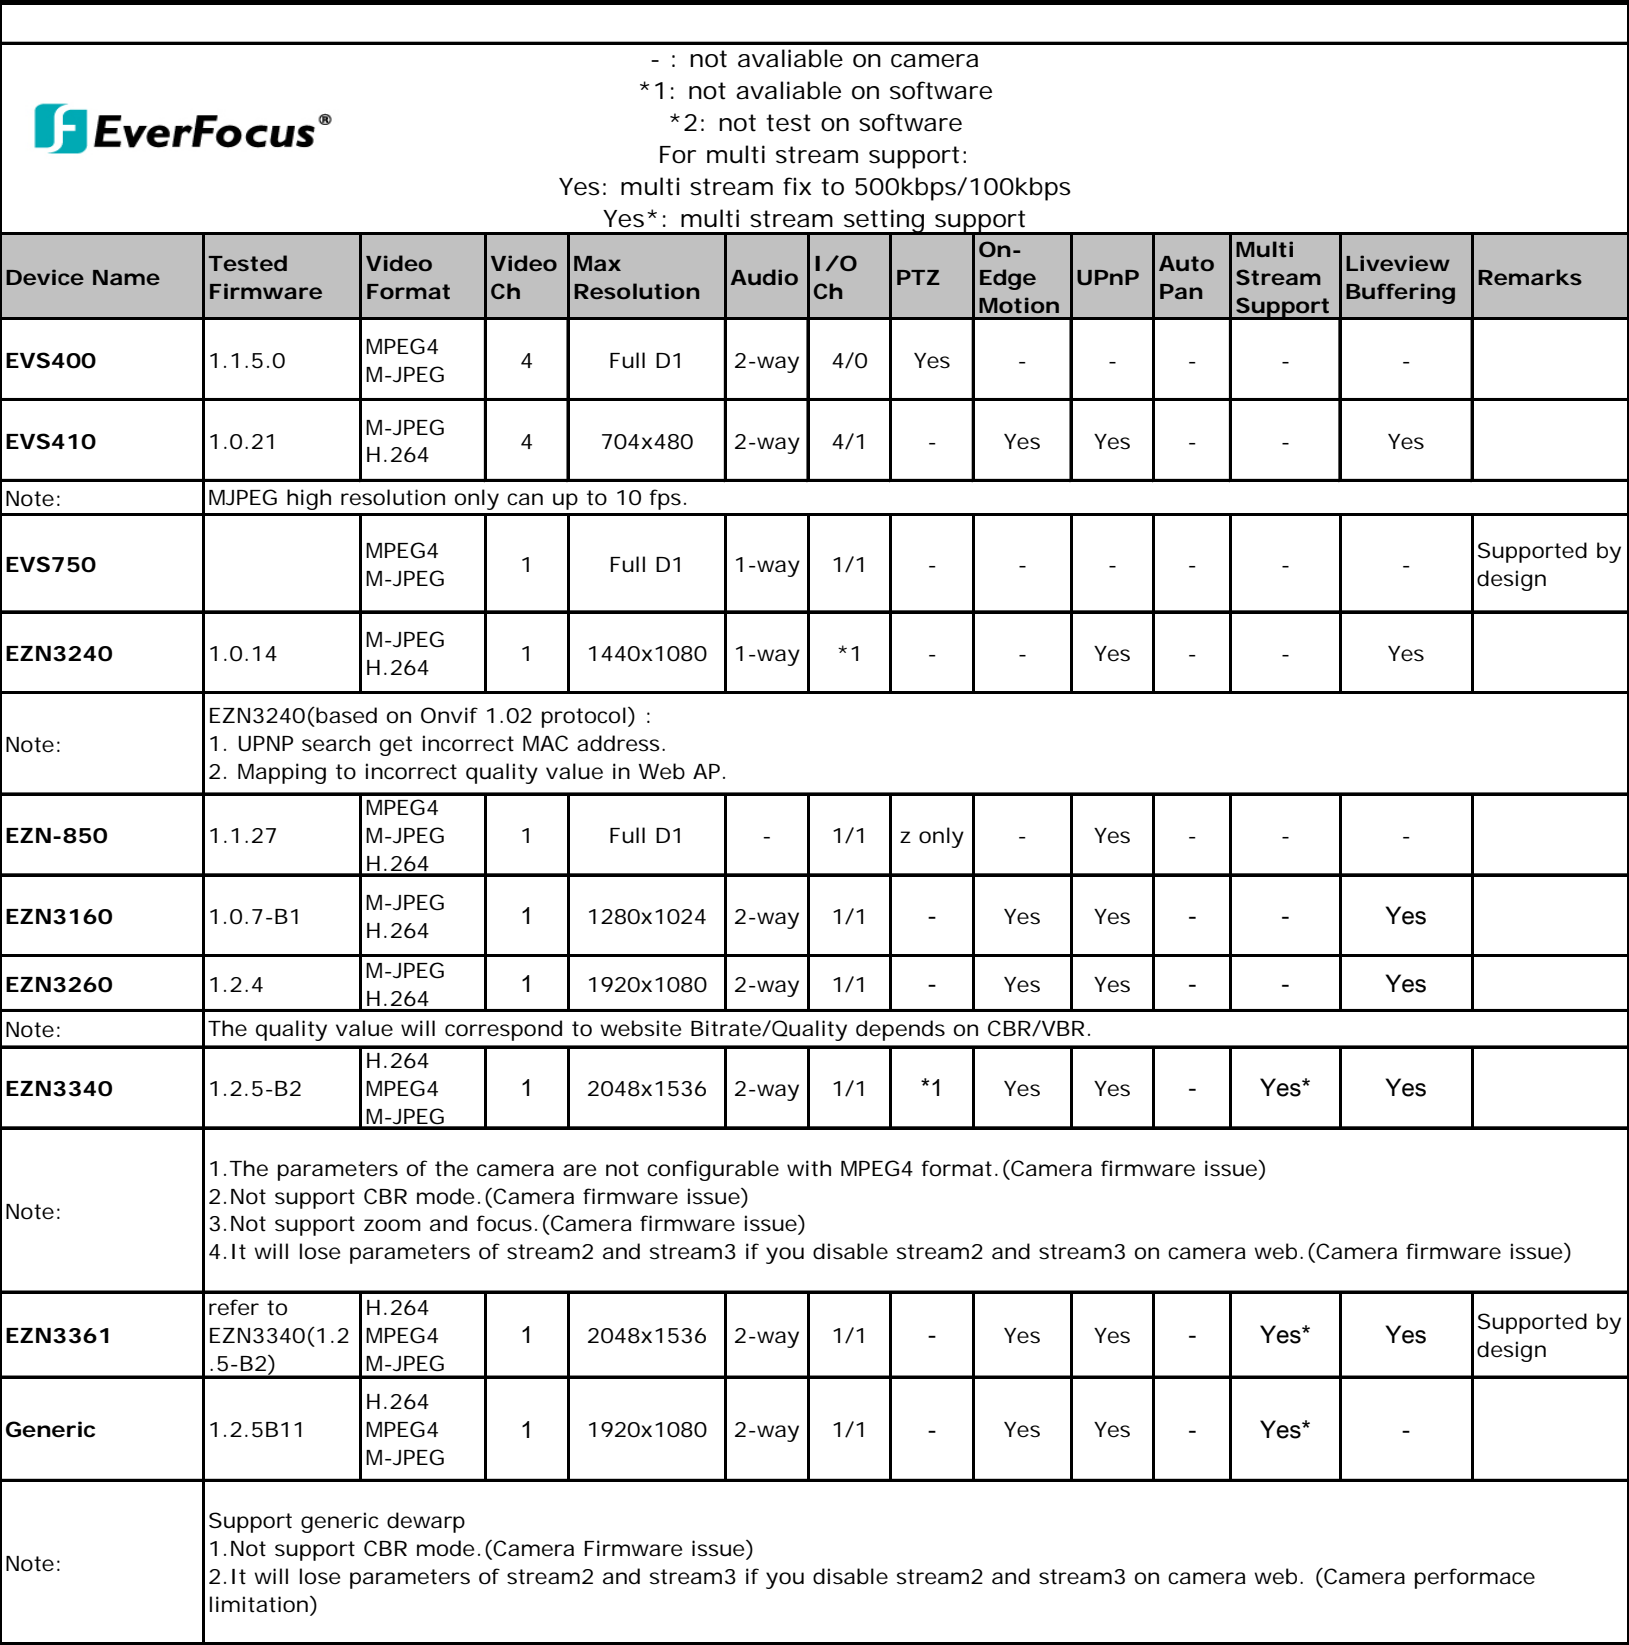 - : not avaliable on camera
*1: not avaliable on software
*2: not test on software
For multi stream support:
Yes: multi stream fix to 500kbps/100kbps
Yes*: multi stream setting support
EverFocus®
Device Name Tested Firmware Video Format Video Ch Max Resolution Audio I/O Ch PTZ On-Edge Motion UPnP Auto Pan Multi Stream Support Liveview Buffering Remarks
EVS400 1.1.5.0 MPEG4 M-JPEG 4 Full D1 2-way 4/0 Yes - - - - -
EVS410 1.0.21 M-JPEG H.264 4 704x480 2-way 4/1 - Yes Yes - - Yes
Note: MJPEG high resolution only can up to 10 fps.
EVS750 MPEG4 M-JPEG 1 Full D1 1-way 1/1 - - - - - - Supported by design
EZN3240 1.0.14 M-JPEG H.264 1 1440x1080 1-way *1 - - Yes - - Yes
Note: EZN3240(based on Onvif 1.02 protocol) :
1. UPNP search get incorrect MAC address.
2. Mapping to incorrect quality value in Web AP.
EZN-850 1.1.27 MPEG4 M-JPEG H.264 1 Full D1 - 1/1 z only - Yes - - -
EZN3160 1.0.7-B1 M-JPEG H.264 1 1280x1024 2-way 1/1 - Yes Yes - - Yes
EZN3260 1.2.4 M-JPEG H.264 1 1920x1080 2-way 1/1 - Yes Yes - - Yes
Note: The quality value will correspond to website Bitrate/Quality depends on CBR/VBR.
EZN3340 1.2.5-B2 H.264 MPEG4 M-JPEG 1 2048x1536 2-way 1/1 *1 Yes Yes - Yes* Yes
Note: 1.The parameters of the camera are not configurable with MPEG4 format.(Camera firmware issue)
2.Not support CBR mode.(Camera firmware issue)
3.Not support zoom and focus.(Camera firmware issue)
4.It will lose parameters of stream2 and stream3 if you disable stream2 and stream3 on camera web.(Camera firmware issue)
EZN3361 refer to EZN3340(1.2.5-B2) H.264 MPEG4 M-JPEG 1 2048x1536 2-way 1/1 - Yes Yes - Yes* Yes Supported by design
Generic 1.2.5B11 H.264 MPEG4 M-JPEG 1 1920x1080 2-way 1/1 - Yes Yes - Yes* -
Note: Support generic dewarp
1.Not support CBR mode.(Camera Firmware issue)
2.It will lose parameters of stream2 and stream3 if you disable stream2 and stream3 on camera web. (Camera performace
limitation)